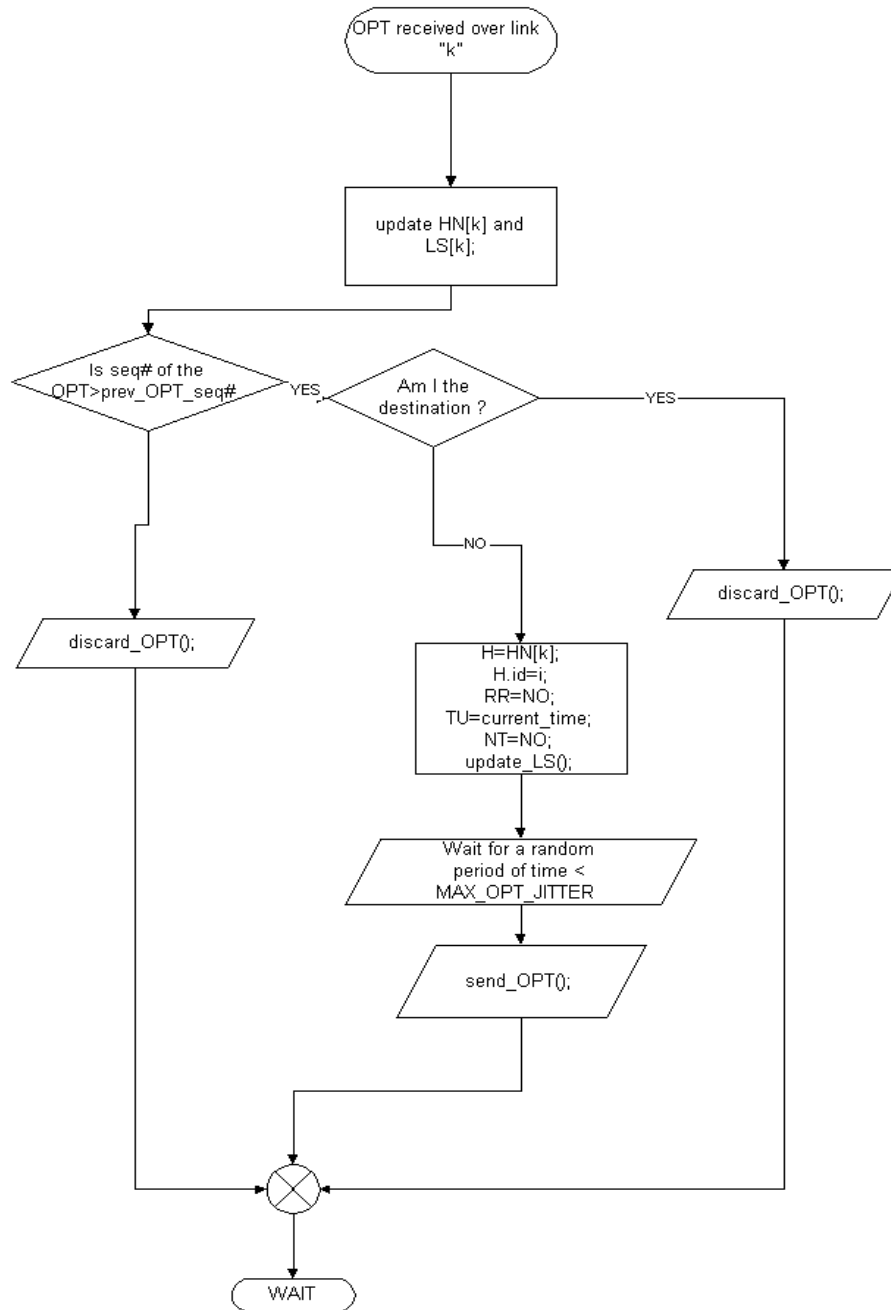 OPT received over link
"k"
update HN[k] and
LS[k];
Is seq# of the
OPT>prev_OPT_seq#
YES
Am I the
destination ?
YES
NO
discard_OPT();
discard_OPT();
H=HN[k];
H.id=i;
RR=NO;
TU=current_time;
NT=NO;
update_LS();
Wait for a random
period of time <
MAX_OPT_JITTER
send_OPT();
WAIT